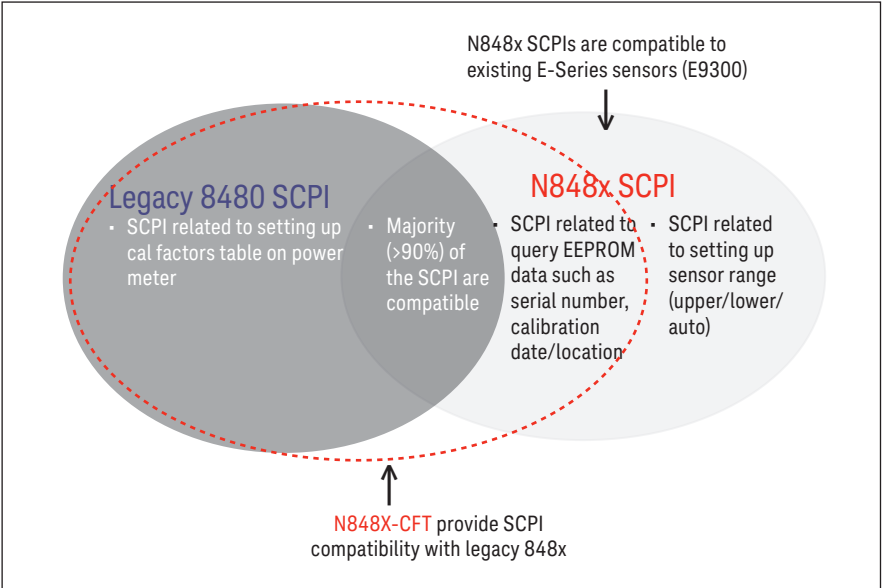 N848x SCPIs are compatible to
existing E-Series sensors (E9300)
Legacy 8480 SCPI
· SCPI related to setting up
cal factors table on power
meter
· Majority
(>90%) of
the SCPI are
compatible
N848x SCPI
· SCPI related to
query EEPROM
data such as
serial number,
calibration
date/location
· SCPI related
to setting up
sensor range
(upper/lower/
auto)
N848X-CFT provide SCPI
compatibility with legacy 848x